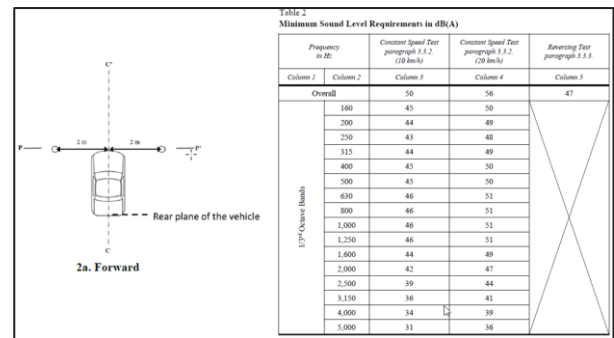 C'
2 m 2 m
P P'
Rear plane of the vehicle
C
2a. Forward
Table 2
Minimum Sound Level Requirements in dB(A)
Frequency in Hz Constant Speed Test paragraph 3.3.2. (10 km/h) Constant Speed Test paragraph 3.3.2. (20 km/h) Reversing Test paragraph 3.3.3.
Column 1 Column 2 Column 3 Column 4 Column 5
Overall 50 56 47
1/3rd Octave Bands
160 45 50
200 44 49
250 43 48
315 44 49
400 45 50
500 45 50
630 46 51
800 46 51
1,000 46 51
1,250 46 51
1,600 44 49
2,000 42 47
2,500 39 44
3,150 36 41
4,000 34 39
5,000 31 36